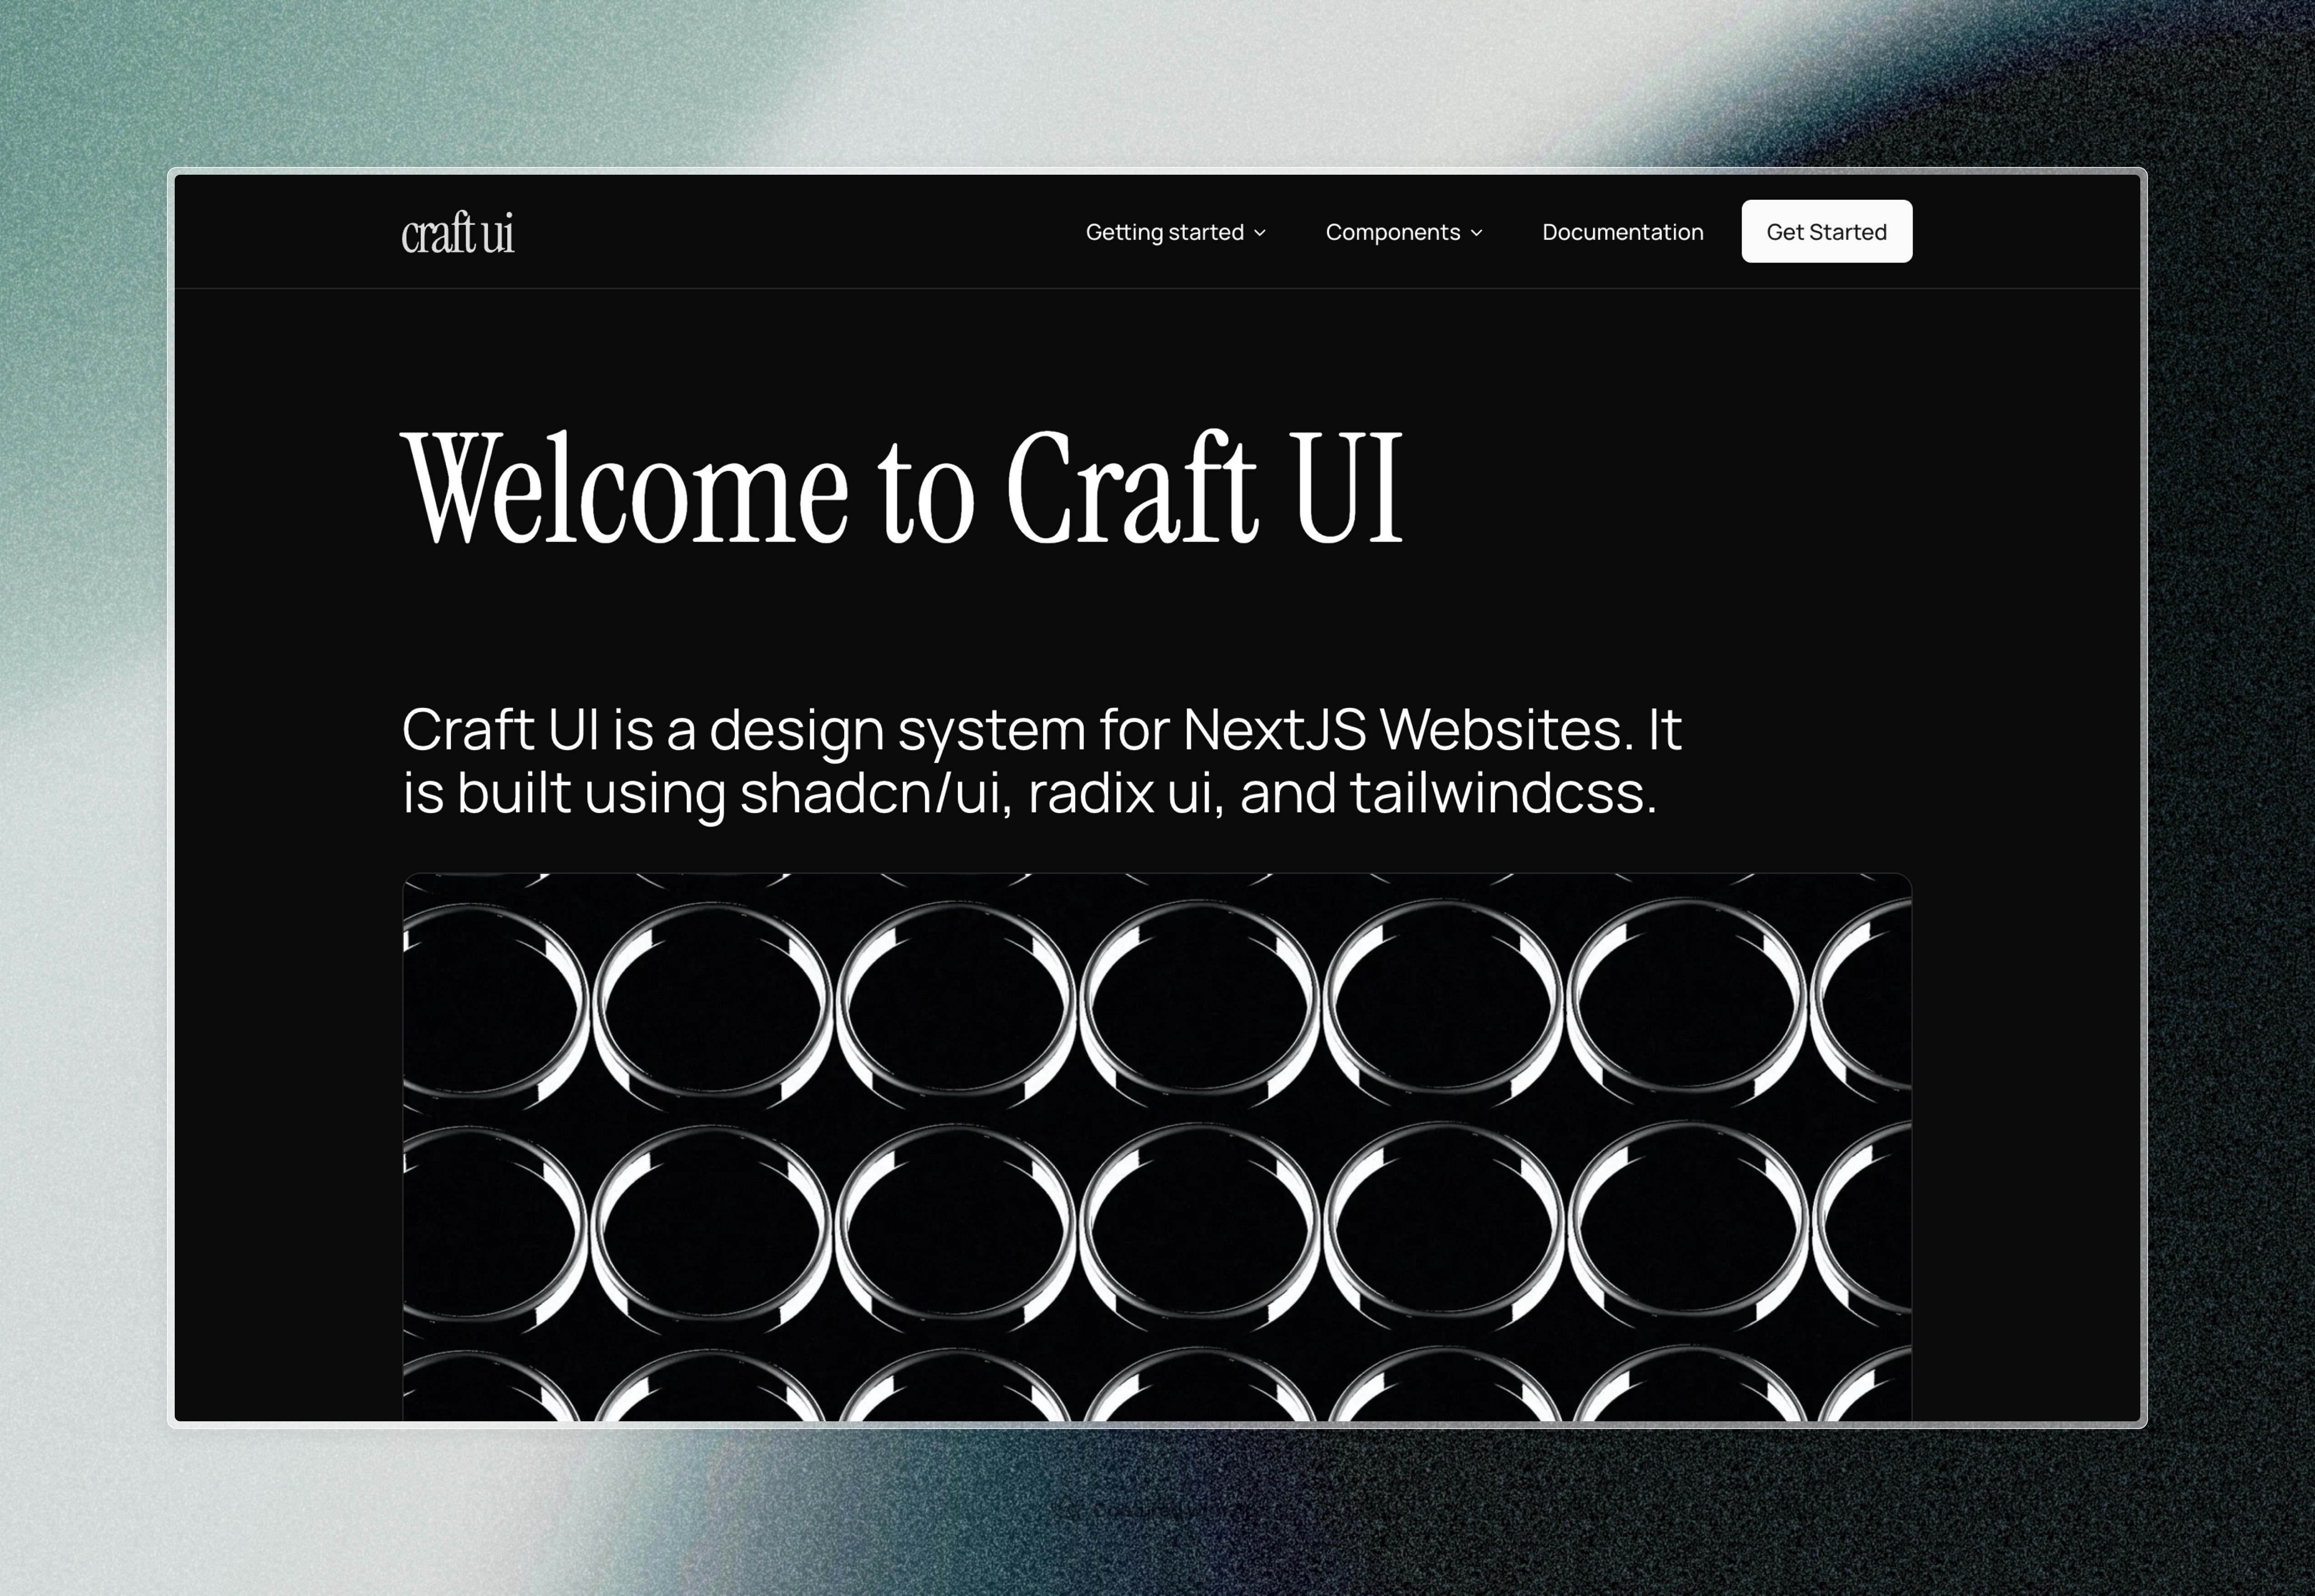 craft ui
Getting started
Components
Documentation
Get Started
Welcome to Craft UI
Craft UI is a design system for NextJS Websites. It
is built using shadcn/ui, radix ui, and tailwindcss.